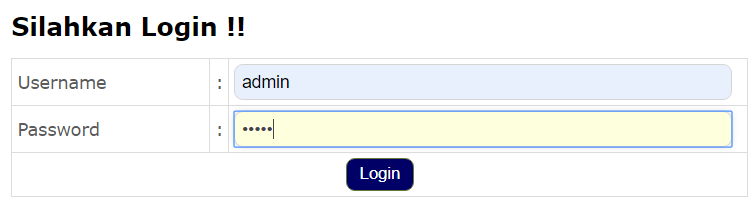 Silahkan Login !!
Username : admin
Password : •••••
Login